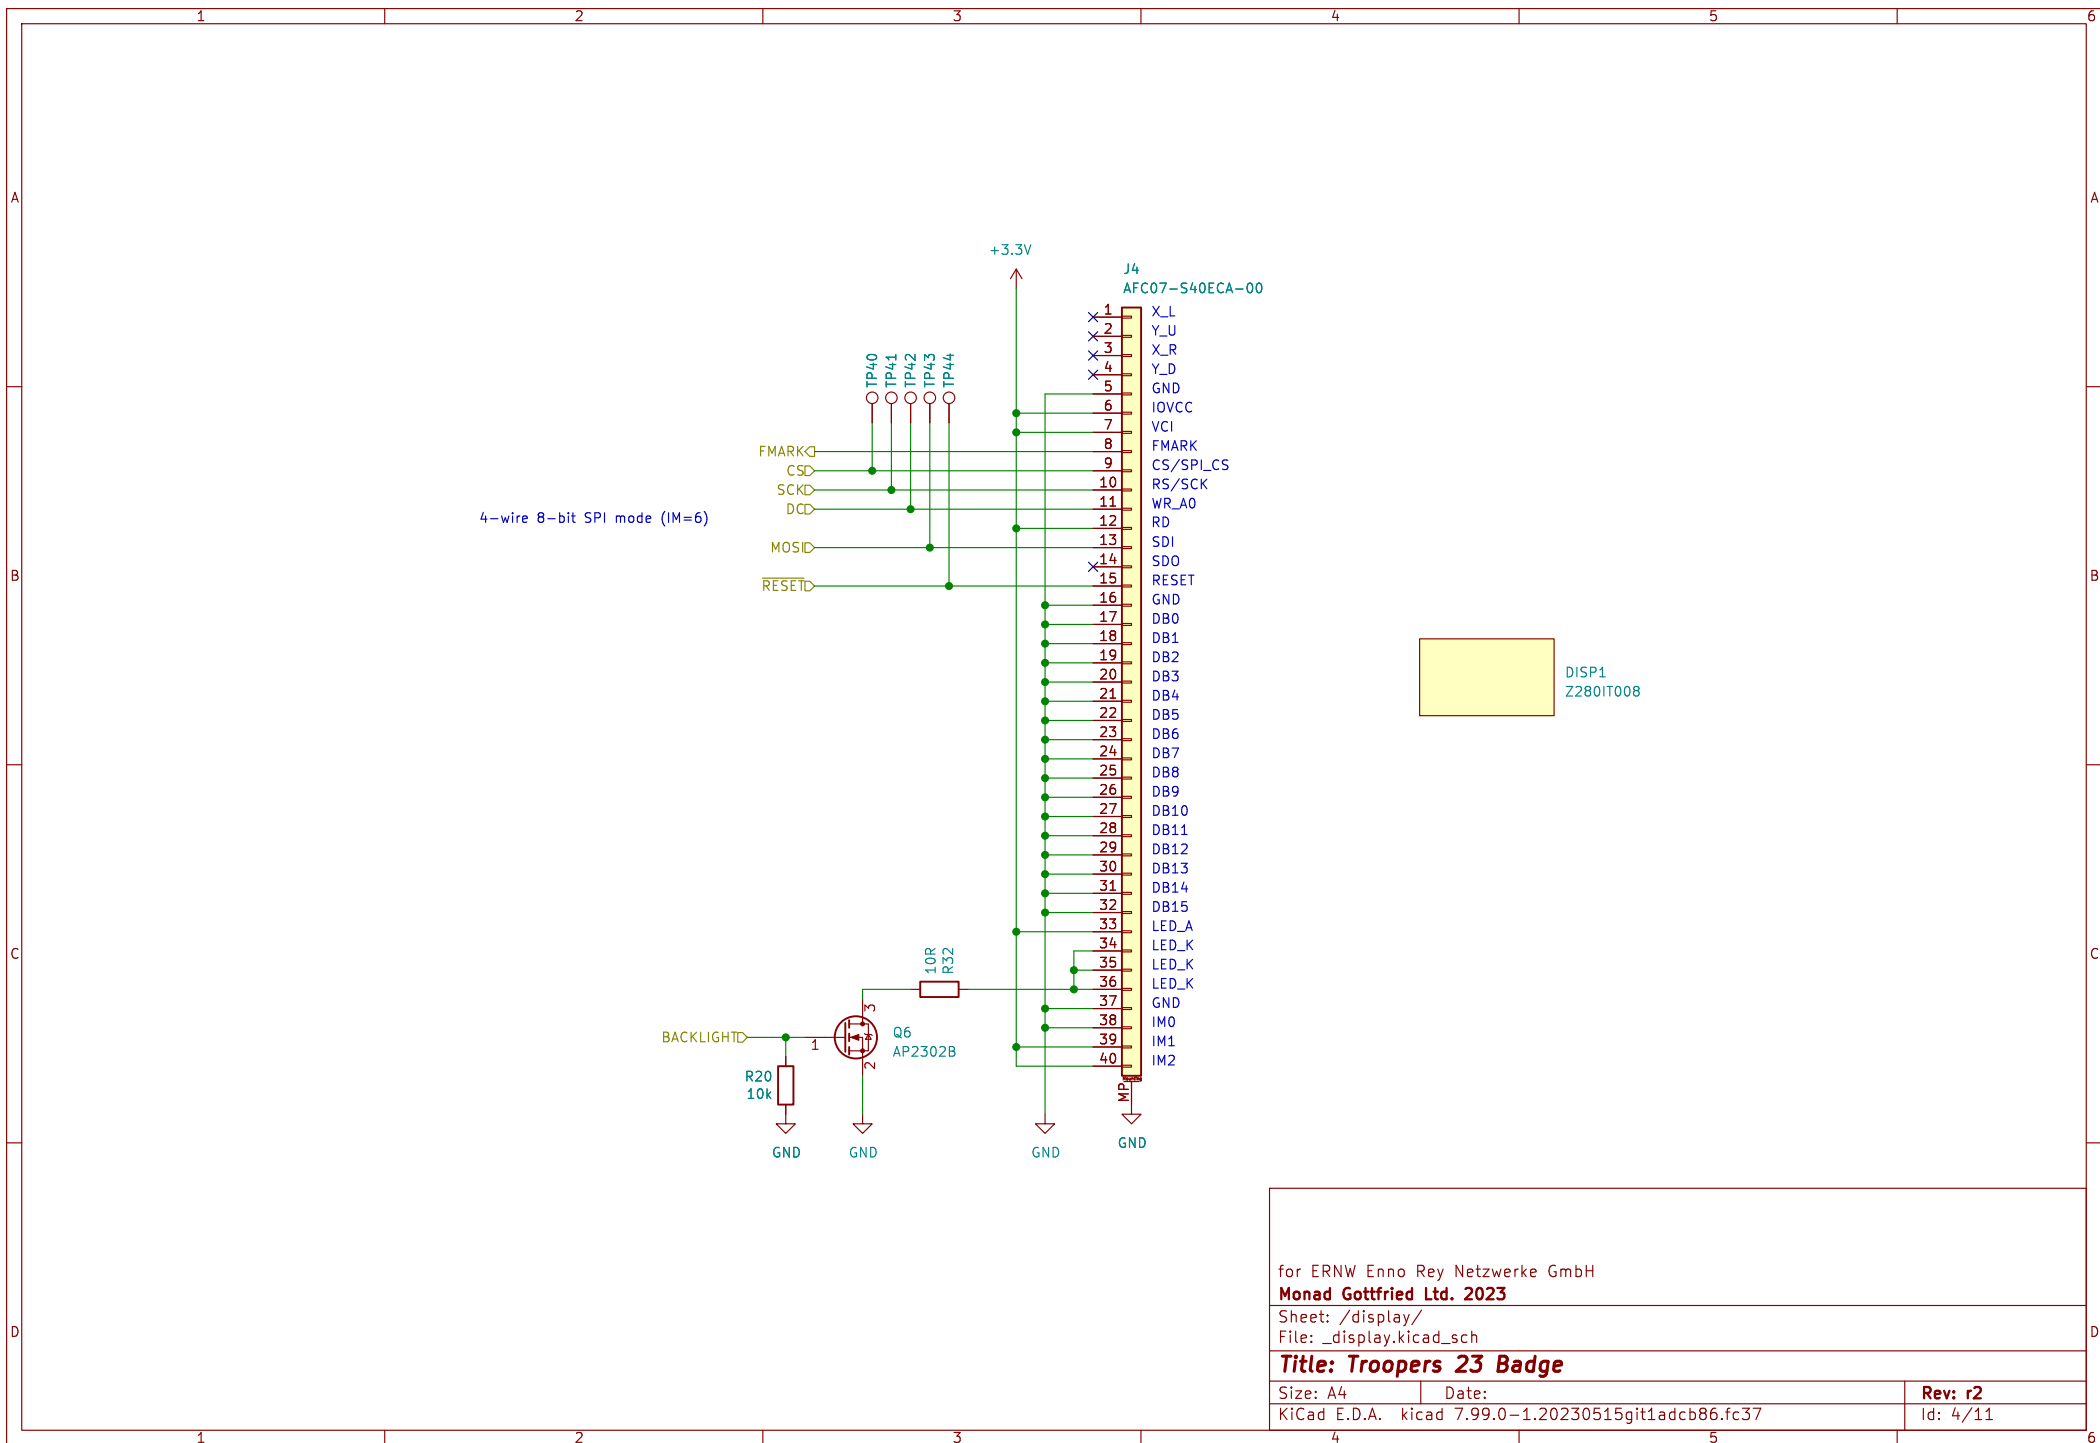 1 2 3 4 5 6
A A
+3.3V
J4
AFC07-S40ECA-00
1 X_L
2 Y_U
3 X_R
4 Y_D
TP40 TP41 TP42 TP43 TP44
5 GND
6 IOVCC
7 VCI
FMARK 8 FMARK
CS 9 CS/SPI_CS
SCK 10 RS/SCK
DC 11 WR_A0
4-wire 8-bit SPI mode (IM=6)
12 RD
MOSI 13 SDI
14 SDO
B B
RESET 15 RESET
16 GND
17 DB0
18 DB1
19 DB2
20 DB3
21 DB4
22 DB5
23 DB6
24 DB7
25 DB8
26 DB9
27 DB10
28 DB11
29 DB12
30 DB13
31 DB14
32 DB15
33 LED_A
34 LED_K
35 LED_K
36 LED_K
37 GND
38 IM0
39 IM1
40 IM2
MP
GND
DISP1
Z280IT008
C C
10R
R32
3
BACKLIGHT 1
Q6
AP2302B
2
R20
10k
GND GND GND
for ERNW Enno Rey Netzwerke GmbH
Monad Gottfried Ltd. 2023
Sheet: /display/
File: _display.kicad_sch
D D
Title: Troopers 23 Badge
Size: A4 Date: Rev: r2
KiCad E.D.A. kicad 7.99.0-1.20230515git1adcb86.fc37 Id: 4/11
1 2 3 4 5 6